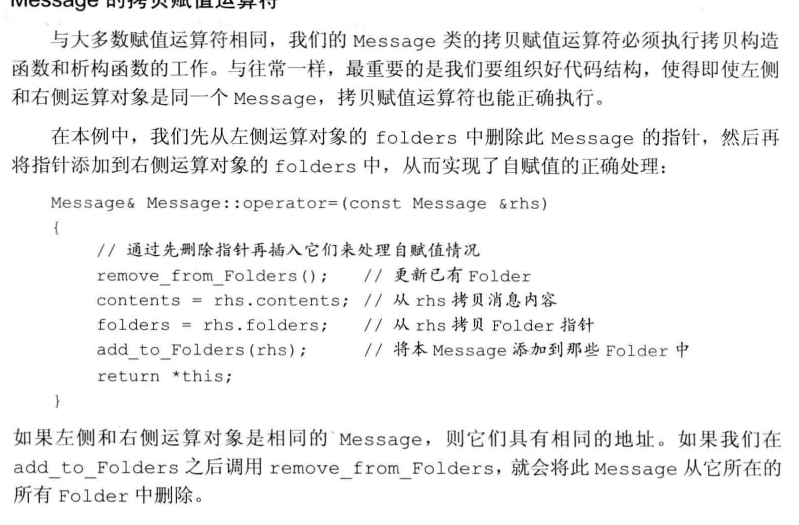 Message 的拷贝赋值运算符
与大多数赋值运算符相同，我们的 Message 类的拷贝赋值运算符必须执行拷贝构造
函数和析构函数的工作。与往常一样，最重要的是我们要组织好代码结构，使得即使左侧
和右侧运算对象是同一个 Message，拷贝赋值运算符也能正确执行。
在本例中，我们先从左侧运算对象的 folders 中删除此 Message 的指针，然后再
将指针添加到右侧运算对象的 folders 中，从而实现了自赋值的正确处理：
Message& Message::operator=(const Message &rhs)
{
// 通过先删除指针再插入它们来处理自赋值情况
remove_from_Folders(); // 更新已有 Folder
contents = rhs.contents; // 从 rhs 拷贝消息内容
folders = rhs.folders; // 从 rhs 拷贝 Folder 指针
add_to_Folders(rhs); // 将本 Message 添加到那些 Folder 中
return *this;
}
如果左侧和右侧运算对象是相同的 Message，则它们具有相同的地址。如果我们在
add_to_Folders 之后调用 remove_from_Folders，就会将此 Message 从它所在的
所有 Folder 中删除。